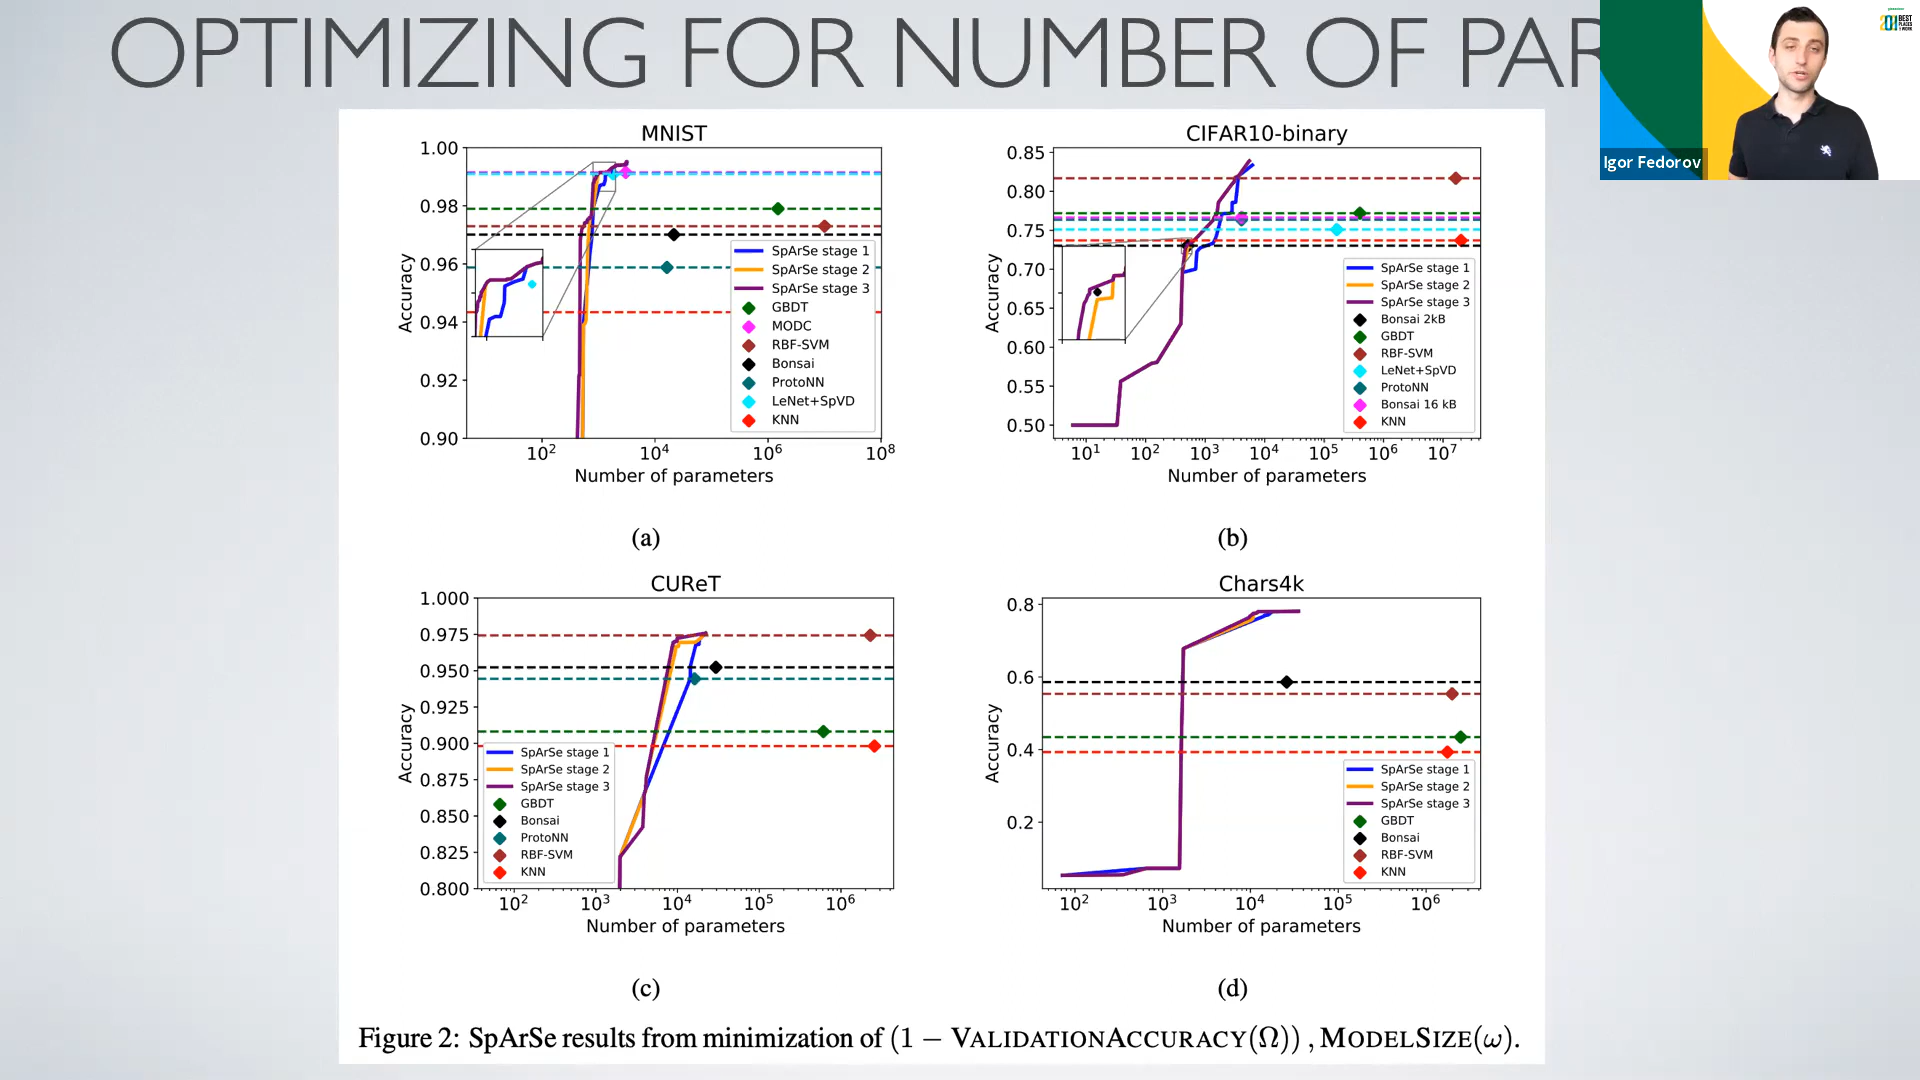 OPTIMIZING FOR NUMBER OF PAR
Igor Fedorov
201 BEST
PLACES
TO WORK
MNIST
1.00
0.98
0.96
0.94
0.92
0.90
Accuracy
SpArSe stage 1
SpArSe stage 2
SpArSe stage 3
GBDT
MODC
RBF-SVM
Bonsai
ProtoNN
LeNet+SpVD
KNN
10² 10⁴ 10⁶ 10⁸
Number of parameters
(a)
CIFAR10-binary
0.85
0.80
0.75
0.70
0.65
0.60
0.55
0.50
Accuracy
SpArSe stage 1
SpArSe stage 2
SpArSe stage 3
Bonsai 2kB
GBDT
RBF-SVM
LeNet+SpVD
ProtoNN
Bonsai 16 kB
KNN
10¹ 10² 10³ 10⁴ 10⁵ 10⁶ 10⁷
Number of parameters
(b)
CUReT
1.000
0.975
0.950
0.925
0.900
0.875
0.850
0.825
0.800
Accuracy
SpArSe stage 1
SpArSe stage 2
SpArSe stage 3
GBDT
Bonsai
ProtoNN
RBF-SVM
KNN
10² 10³ 10⁴ 10⁵ 10⁶
Number of parameters
(c)
Chars4k
0.8
0.6
0.4
0.2
Accuracy
SpArSe stage 1
SpArSe stage 2
SpArSe stage 3
GBDT
Bonsai
RBF-SVM
KNN
10² 10³ 10⁴ 10⁵ 10⁶
Number of parameters
(d)
Figure 2: SpArSe results from minimization of (1 − VALIDATIONACCURACY(Ω)) , MODELSIZE(ω).